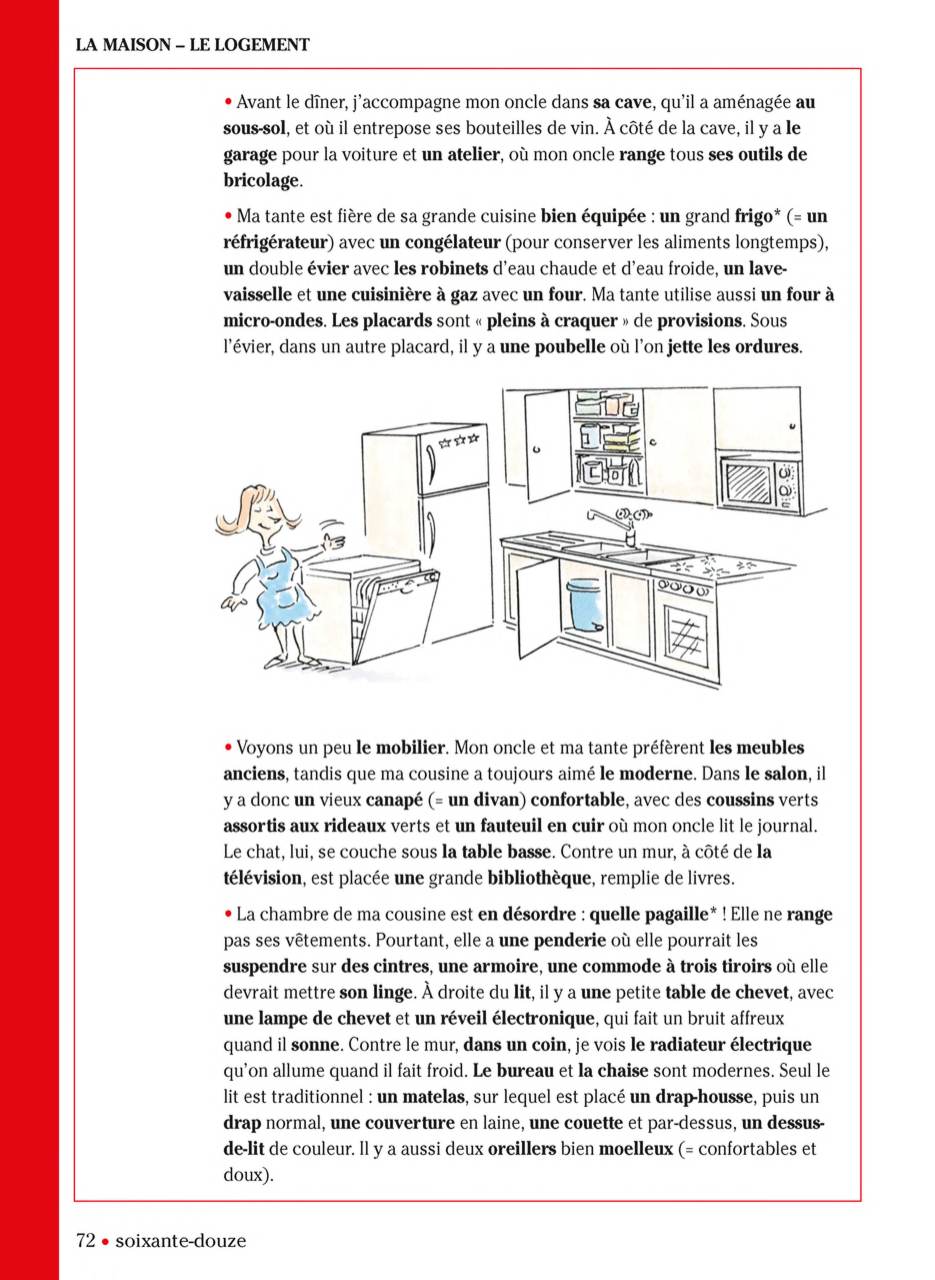 LA MAISON – LE LOGEMENT
• Avant le dîner, j’accompagne mon oncle dans sa cave, qu’il a aménagée au
sous-sol, et où il entrepose ses bouteilles de vin. À côté de la cave, il y a le
garage pour la voiture et un atelier, où mon oncle range tous ses outils de
bricolage.
• Ma tante est fière de sa grande cuisine bien équipée : un grand frigo* (= un
réfrigérateur) avec un congélateur (pour conserver les aliments longtemps),
un double évier avec les robinets d’eau chaude et d’eau froide, un lave-
vaisselle et une cuisinière à gaz avec un four. Ma tante utilise aussi un four à
micro-ondes. Les placards sont « pleins à craquer » de provisions. Sous
l’évier, dans un autre placard, il y a une poubelle où l’on jette les ordures.
• Voyons un peu le mobilier. Mon oncle et ma tante préfèrent les meubles
anciens, tandis que ma cousine a toujours aimé le moderne. Dans le salon, il
y a donc un vieux canapé (= un divan) confortable, avec des coussins verts
assortis aux rideaux verts et un fauteuil en cuir où mon oncle lit le journal.
Le chat, lui, se couche sous la table basse. Contre un mur, à côté de la
télévision, est placée une grande bibliothèque, remplie de livres.
• La chambre de ma cousine est en désordre : quelle pagaille* ! Elle ne range
pas ses vêtements. Pourtant, elle a une penderie où elle pourrait les
suspendre sur des cintres, une armoire, une commode à trois tiroirs où elle
devrait mettre son linge. À droite du lit, il y a une petite table de chevet, avec
une lampe de chevet et un réveil électronique, qui fait un bruit affreux
quand il sonne. Contre le mur, dans un coin, je vois le radiateur électrique
qu’on allume quand il fait froid. Le bureau et la chaise sont modernes. Seul le
lit est traditionnel : un matelas, sur lequel est placé un drap-housse, puis un
drap normal, une couverture en laine, une couette et par-dessus, un dessus-
de-lit de couleur. Il y a aussi deux oreillers bien moelleux (= confortables et
doux).
72 • soixante-douze